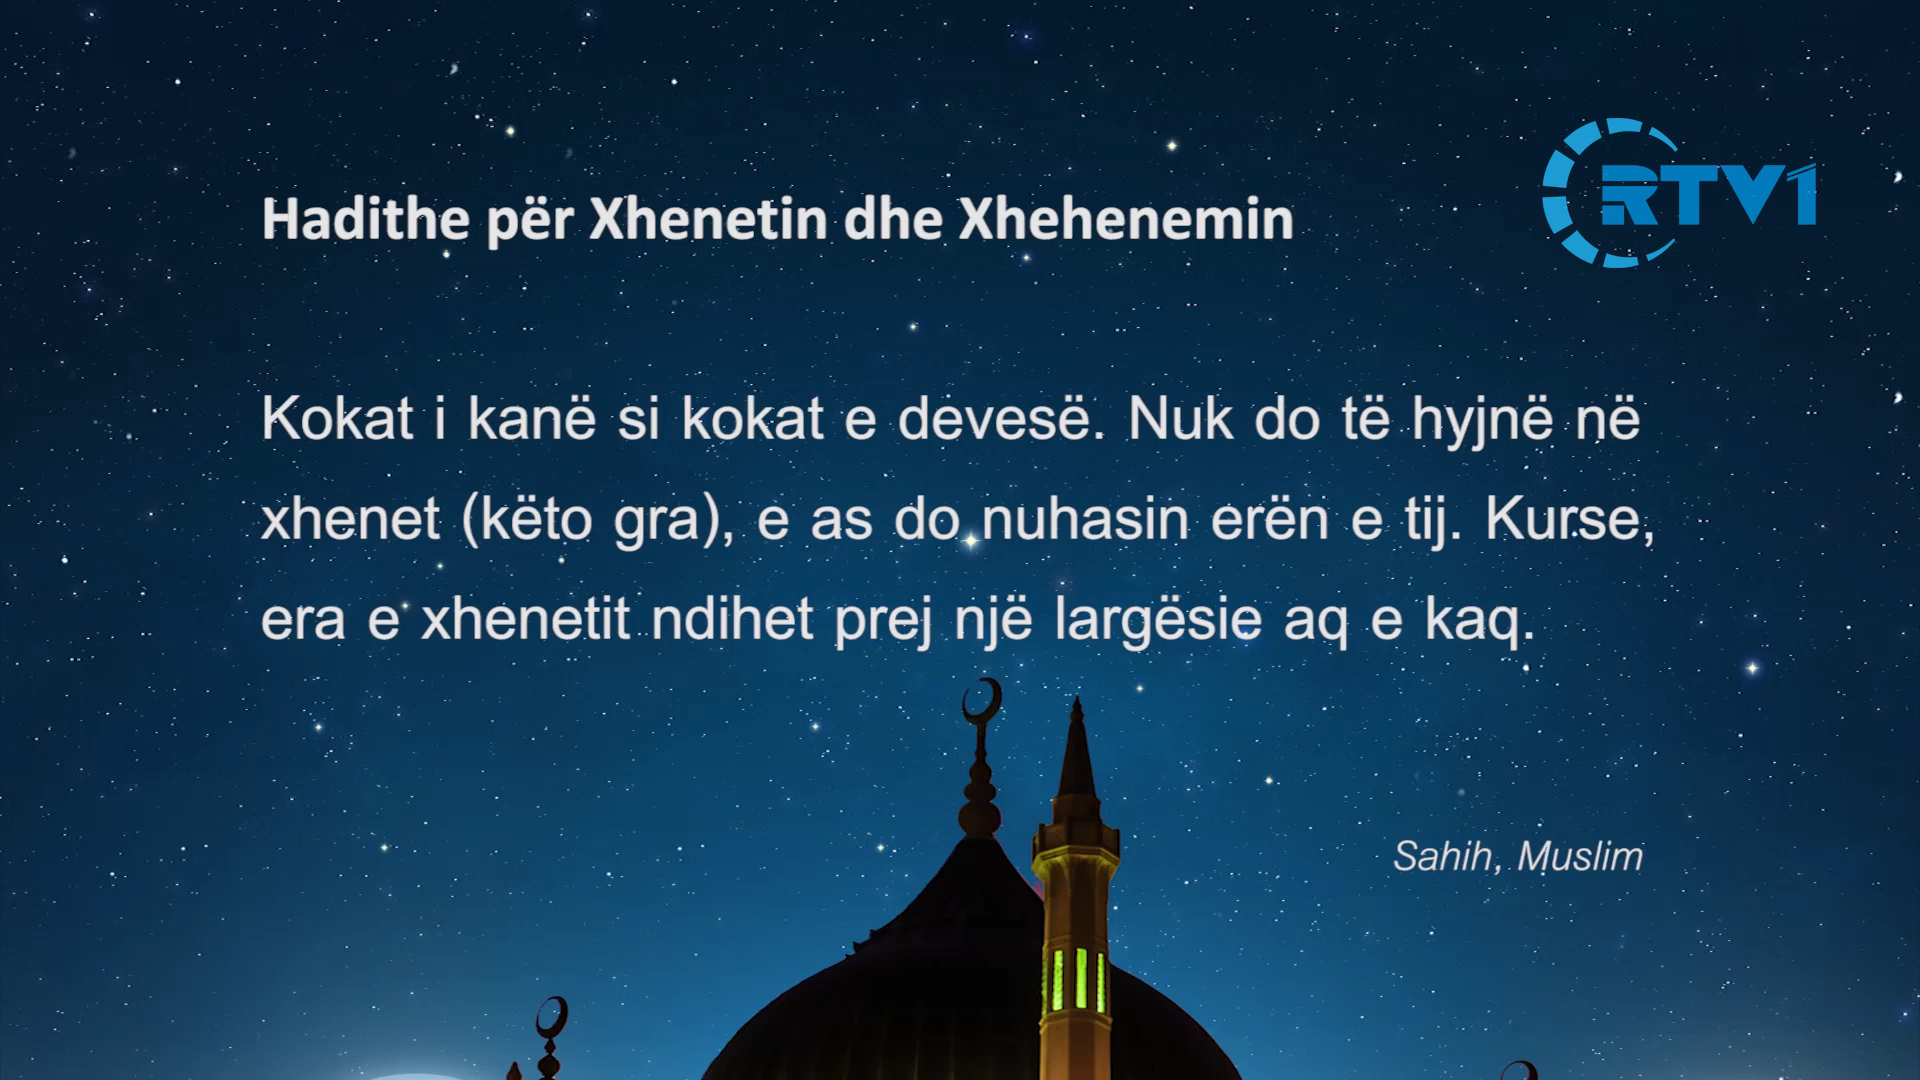 RTV1
Hadithe për Xhenetin dhe Xhehenemin
Kokat i kanë si kokat e devesë. Nuk do të hyjnë në
xhenet (këto gra), e as do nuhasin erën e tij. Kurse,
era e xhenetit ndihet prej një largësie aq e kaq.
Sahih, Muslim